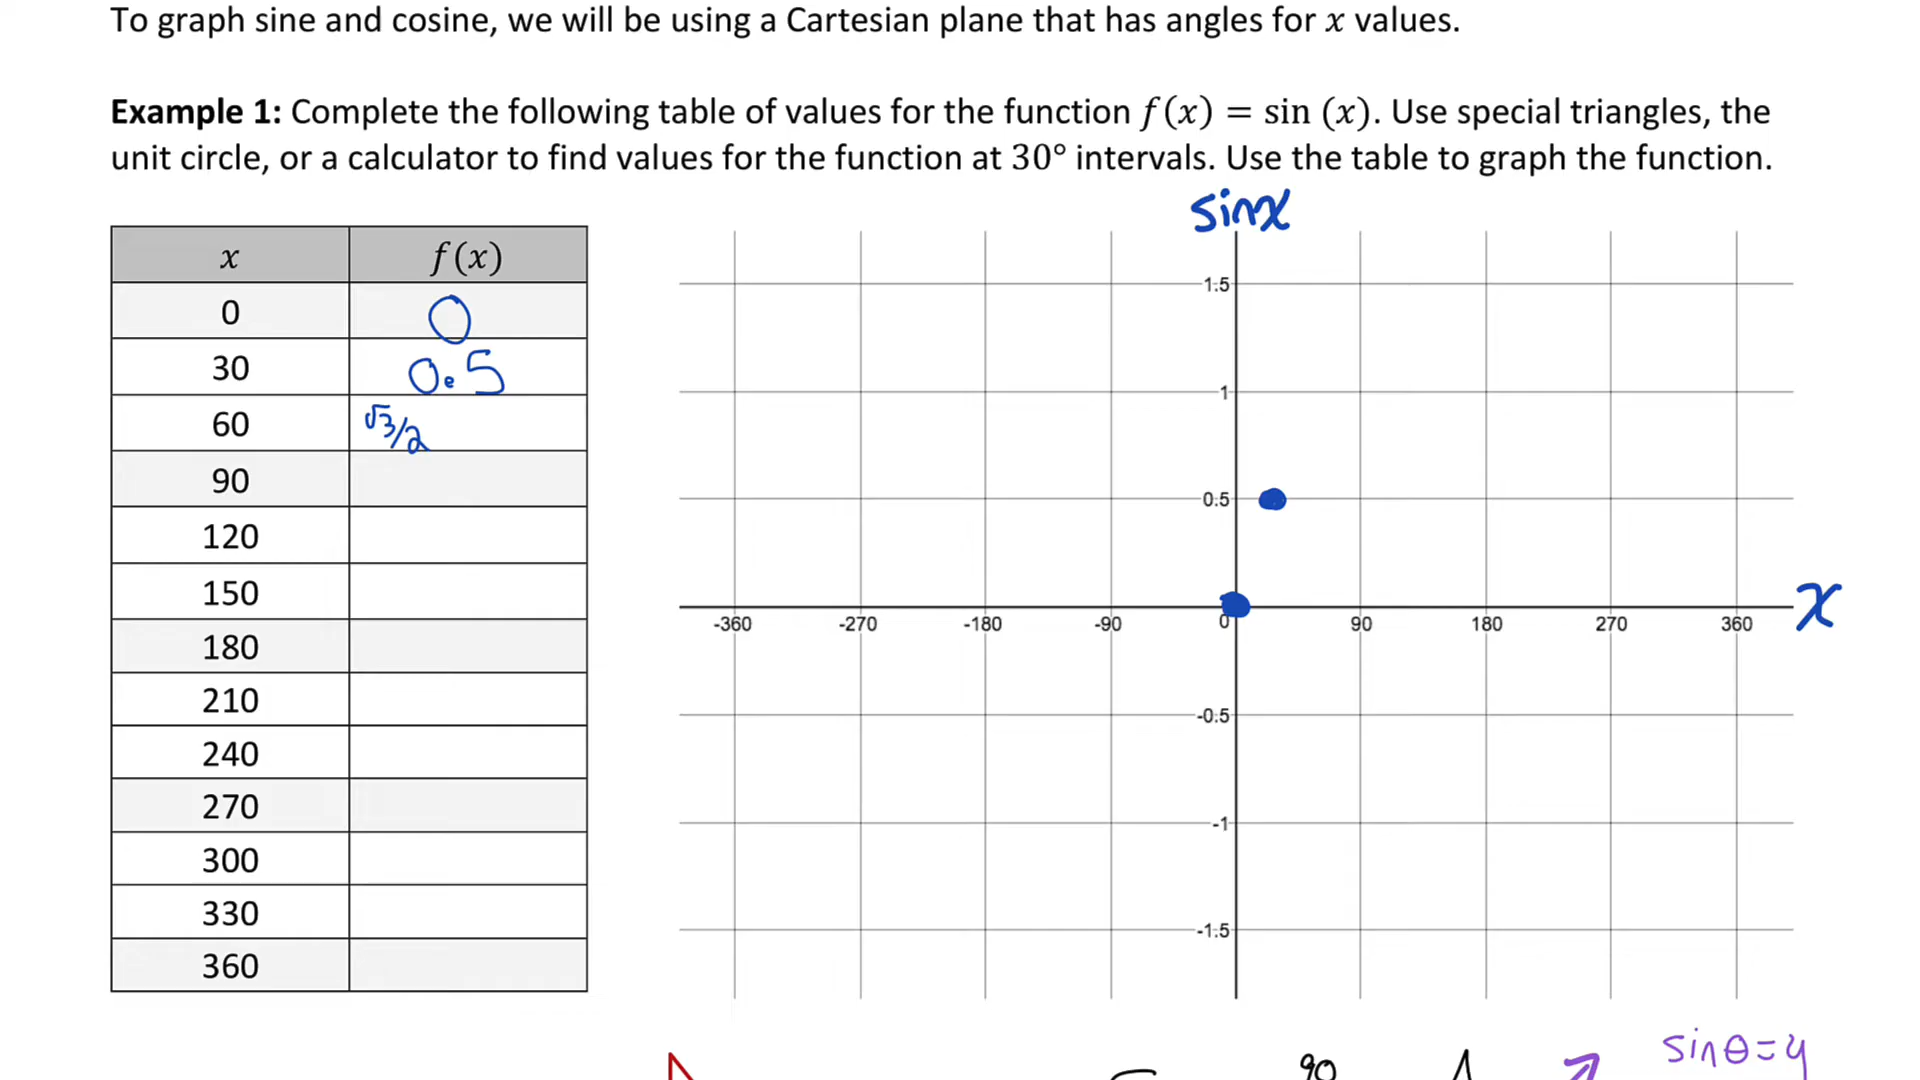 To graph sine and cosine, we will be using a Cartesian plane that has angles for x values.
Example 1: Complete the following table of values for the function f(x) = sin (x). Use special triangles, the
unit circle, or a calculator to find values for the function at 30° intervals. Use the table to graph the function.
x f(x)
0 0
30 0.5
60 √3/2
90
120
150
180
210
240
270
300
330
360
sinx
1.5
1
0.5
-360 -270 -180 -90 0 90 180 270 360 x
-0.5
-1
-1.5
90
sinθ=y